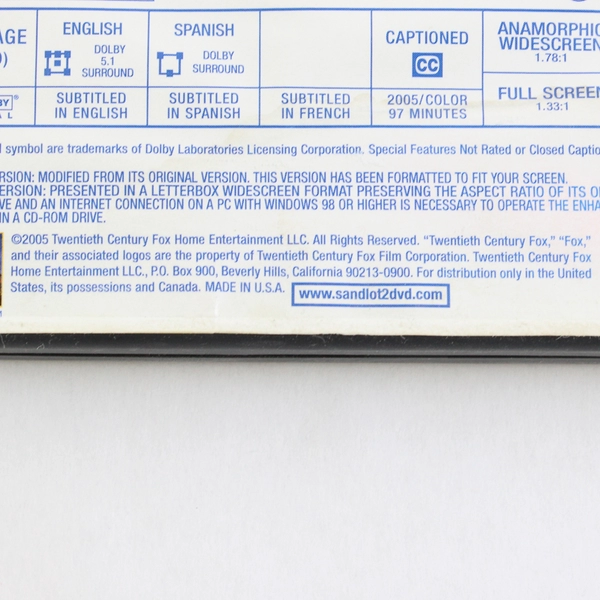 ENGLISH
DOLBY
5.1
SURROUND
SPANISH
DOLBY
SURROUND
CAPTIONED
CC
ANAMORPHIC
WIDESCREEN
1.78:1
SUBTITLED
IN ENGLISH
SUBTITLED
IN SPANISH
SUBTITLED
IN FRENCH
2005/COLOR
97 MINUTES
FULL SCREEN
1.33:1
symbol are trademarks of Dolby Laboratories Licensing Corporation. Special Features Not Rated or Closed Captio
RSION: MODIFIED FROM ITS ORIGINAL VERSION. THIS VERSION HAS BEEN FORMATTED TO FIT YOUR SCREEN.
ERSION: PRESENTED IN A LETTERBOX WIDESCREEN FORMAT PRESERVING THE ASPECT RATIO OF ITS O
VE AND AN INTERNET CONNECTION ON A PC WITH WINDOWS 98 OR HIGHER IS NECESSARY TO OPERATE THE ENHA
IN A CD-ROM DRIVE.
©2005 Twentieth Century Fox Home Entertainment LLC. All Rights Reserved. “Twentieth Century Fox,” “Fox,”
and their associated logos are the property of Twentieth Century Fox Film Corporation. Twentieth Century Fox
Home Entertainment LLC., P.O. Box 900, Beverly Hills, California 90213-0900. For distribution only in the United
States, its possessions and Canada. MADE IN U.S.A. www.sandlot2dvd.com